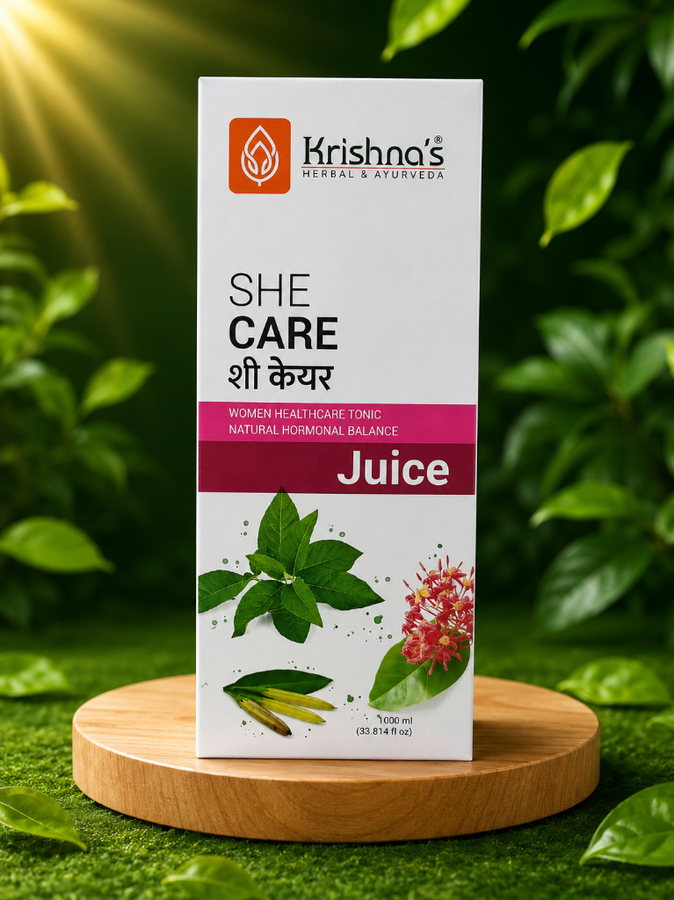 Krishna's®
HERBAL & AYURVEDA
SHE
CARE
शी केयर
WOMEN HEALTHCARE TONIC
NATURAL HORMONAL BALANCE
Juice
1000 ml
(33.814 fl oz)